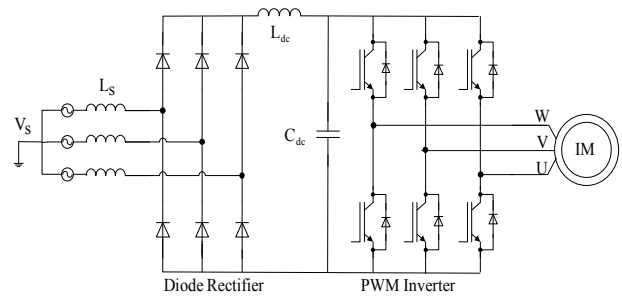 L_dc
L_S
V_S
C_dc
W
V
U
IM
Diode Rectifier
PWM Inverter